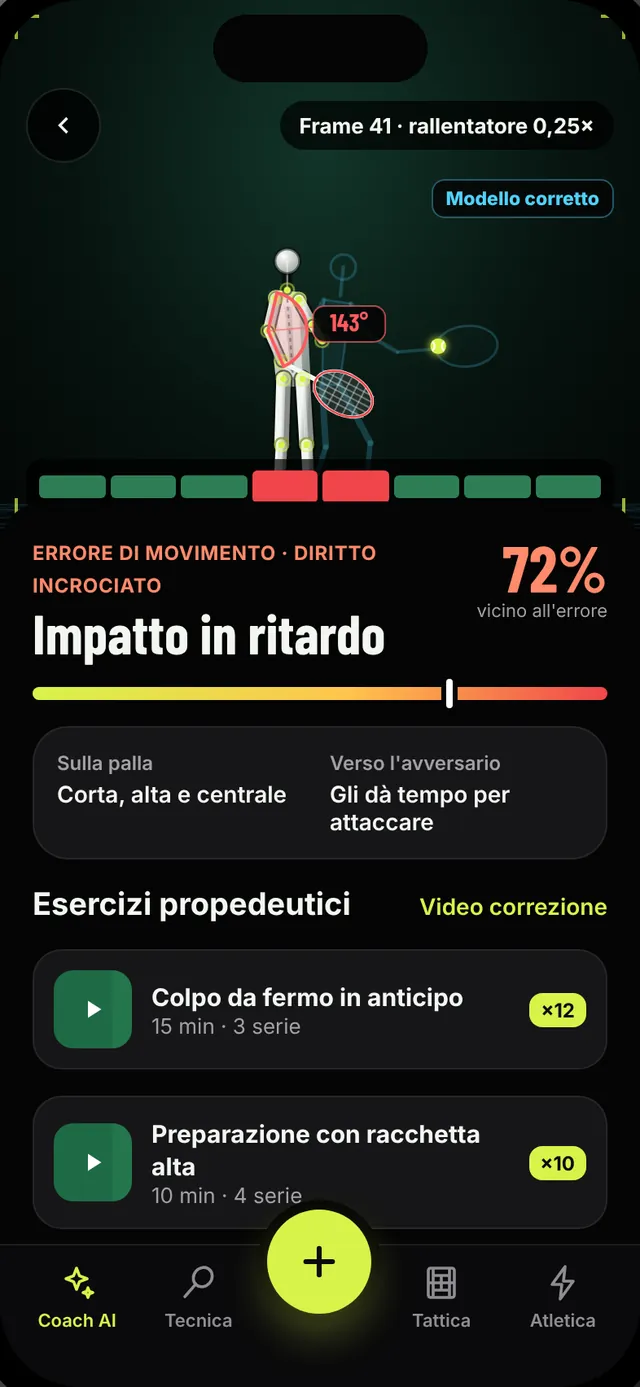 Frame 41 · rallentatore 0,25×
Modello corretto
143°
ERRORE DI MOVIMENTO · DIRITTO
INCROCIATO
72%
vicino all'errore
Impatto in ritardo
Sulla palla
Verso l'avversario
Corta, alta e centrale
Gli dà tempo per
attaccare
Esercizi propedeutici
Video correzione
Colpo da fermo in anticipo
15 min · 3 serie
×12
Preparazione con racchetta
alta
10 min · 4 serie
×10
Coach AI
Tecnica
Tattica
Atletica